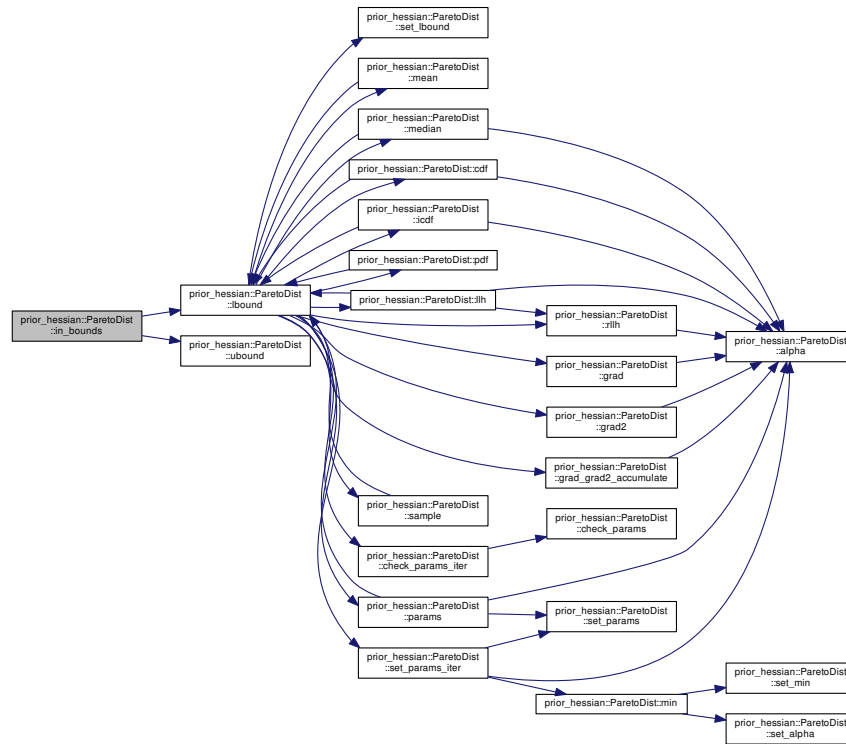 prior_hessian::ParetoDist
::set_lbound
prior_hessian::ParetoDist
::mean
prior_hessian::ParetoDist
::median
prior_hessian::ParetoDist::cdf
prior_hessian::ParetoDist
::icdf
prior_hessian::ParetoDist::pdf
prior_hessian::ParetoDist
::lbound
prior_hessian::ParetoDist::llh
prior_hessian::ParetoDist
::rllh
prior_hessian::ParetoDist
::in_bounds
prior_hessian::ParetoDist
::alpha
prior_hessian::ParetoDist
::ubound
prior_hessian::ParetoDist
::grad
prior_hessian::ParetoDist
::grad2
prior_hessian::ParetoDist
::grad_grad2_accumulate
prior_hessian::ParetoDist
::sample
prior_hessian::ParetoDist
::check_params
prior_hessian::ParetoDist
::check_params_iter
prior_hessian::ParetoDist
::params
prior_hessian::ParetoDist
::set_params
prior_hessian::ParetoDist
::set_params_iter
prior_hessian::ParetoDist
::set_min
prior_hessian::ParetoDist::min
prior_hessian::ParetoDist
::set_alpha